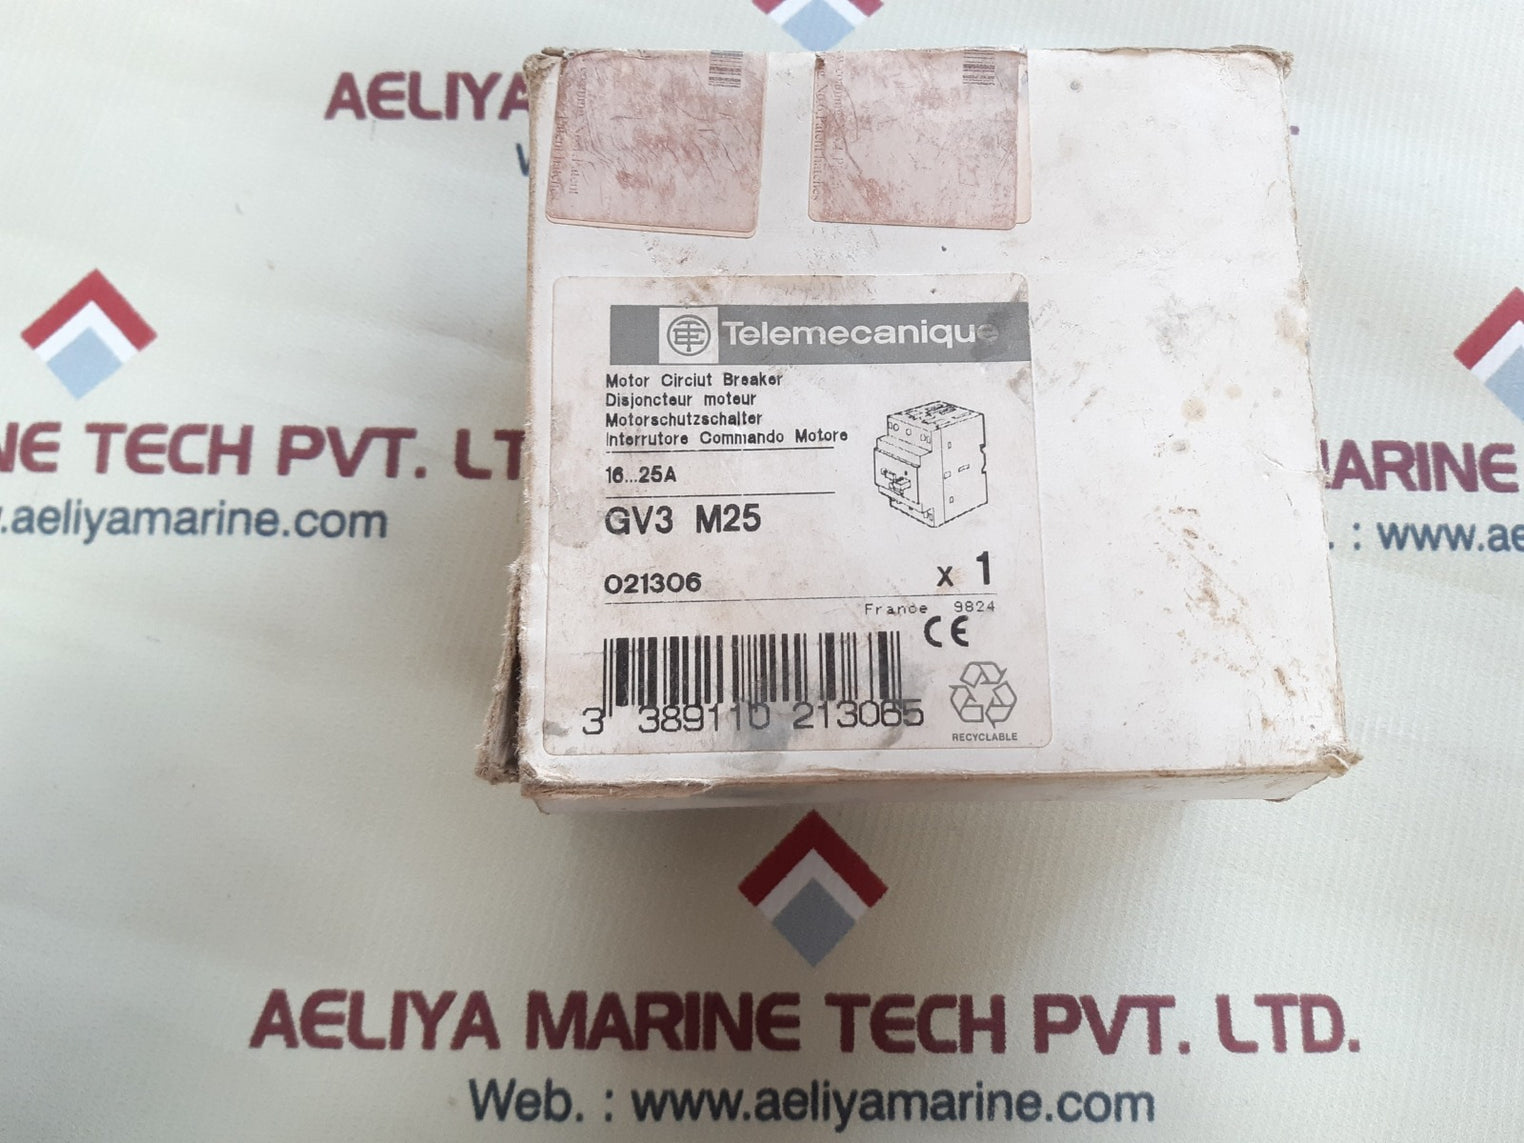 AELIYA
Telemecanique
Motor Circiut Breaker
Disjoncteur moteur
Motorschutzschalter
Interrutore Commando Motore
16...25A
GV3 M25
021306
x 1
France 9824
CE
3 389110 213065
RECYCLABLE
NE TECH PVT. LT
.aeliyamarine.com
MARINE
. : www.ae
AELIYA MARINE TECH PVT. LTD.
Web. : www.aeliyamarine.com